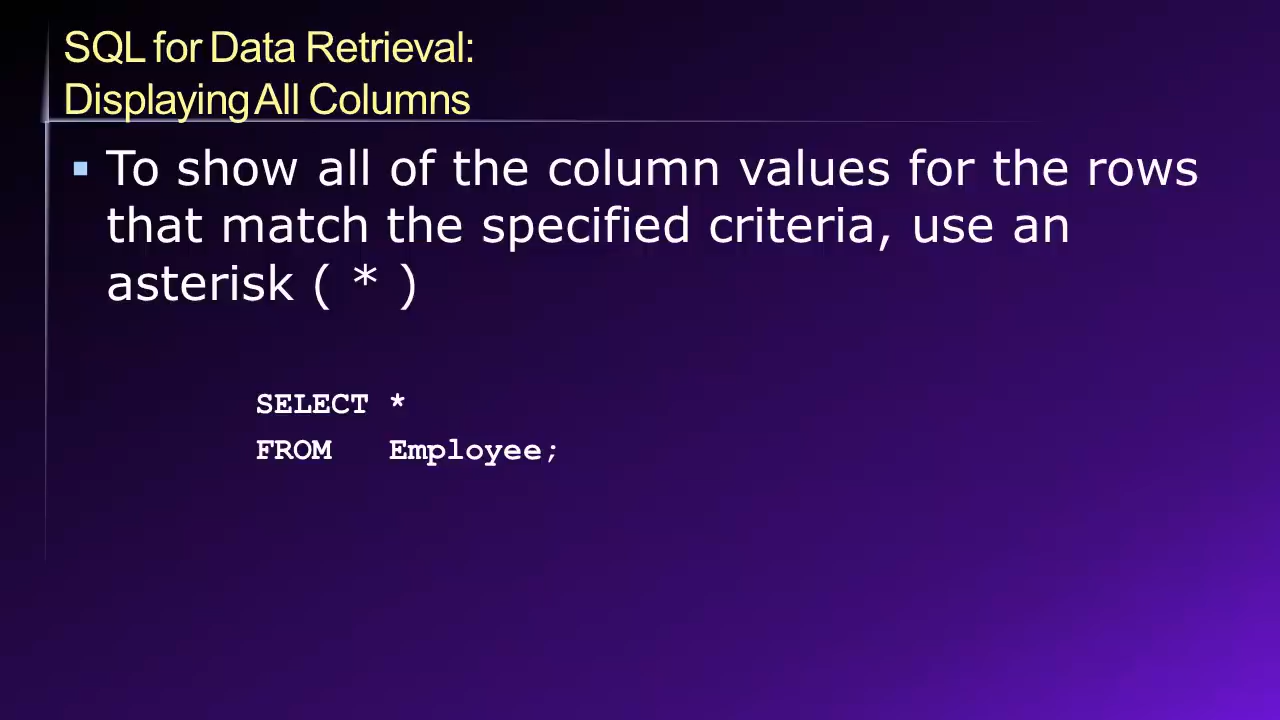 SQL for Data Retrieval:
Displaying All Columns
▪ To show all of the column values for the rows
that match the specified criteria, use an
asterisk ( * )
SELECT *
FROM   Employee;